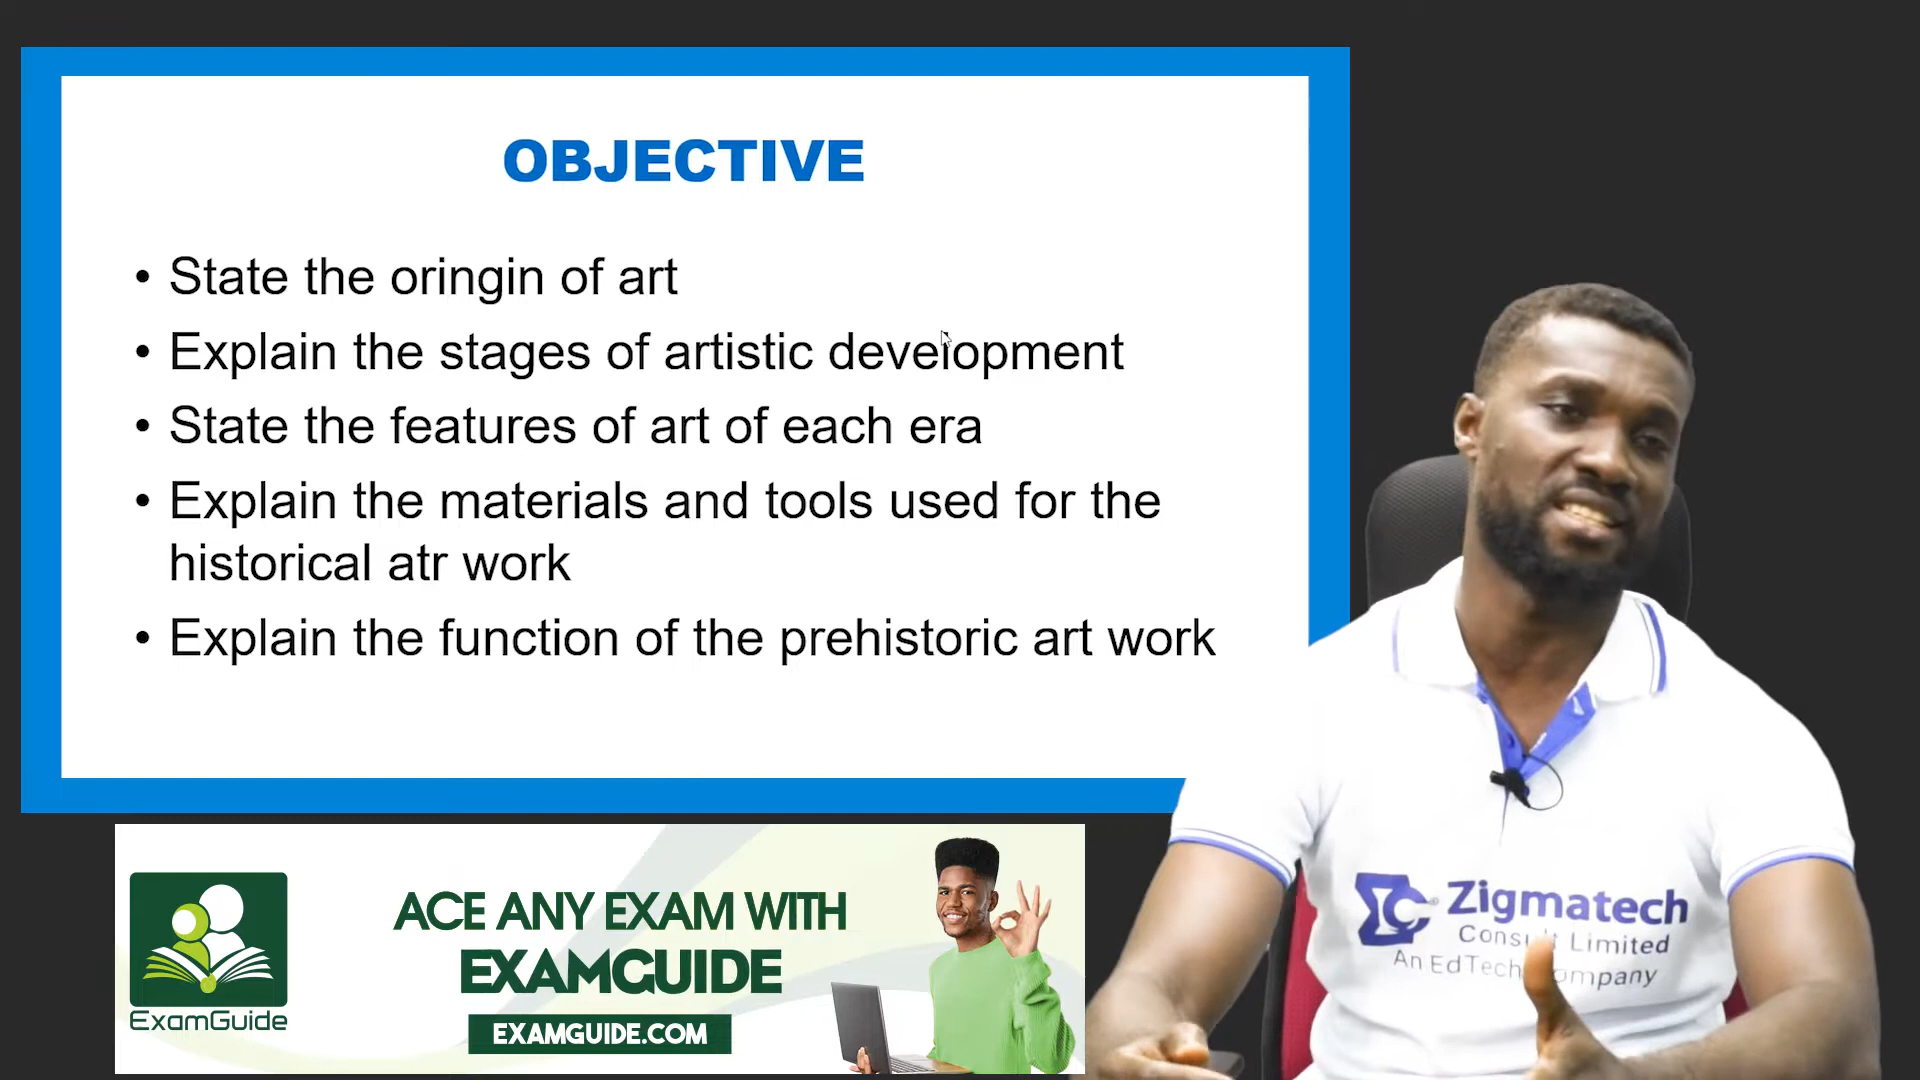 OBJECTIVE
• State the oringin of art
• Explain the stages of artistic development
• State the features of art of each era
• Explain the materials and tools used for the
historical atr work
• Explain the function of the prehistoric art work
ExamGuide
ACE ANY EXAM WITH
EXAMGUIDE
EXAMGUIDE.COM
Zigmatech
Limited
An EdTech